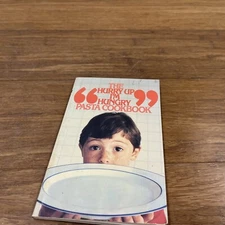 THE
"HURRY UP
I'M
HUNGRY"
PASTA COOKBOOK